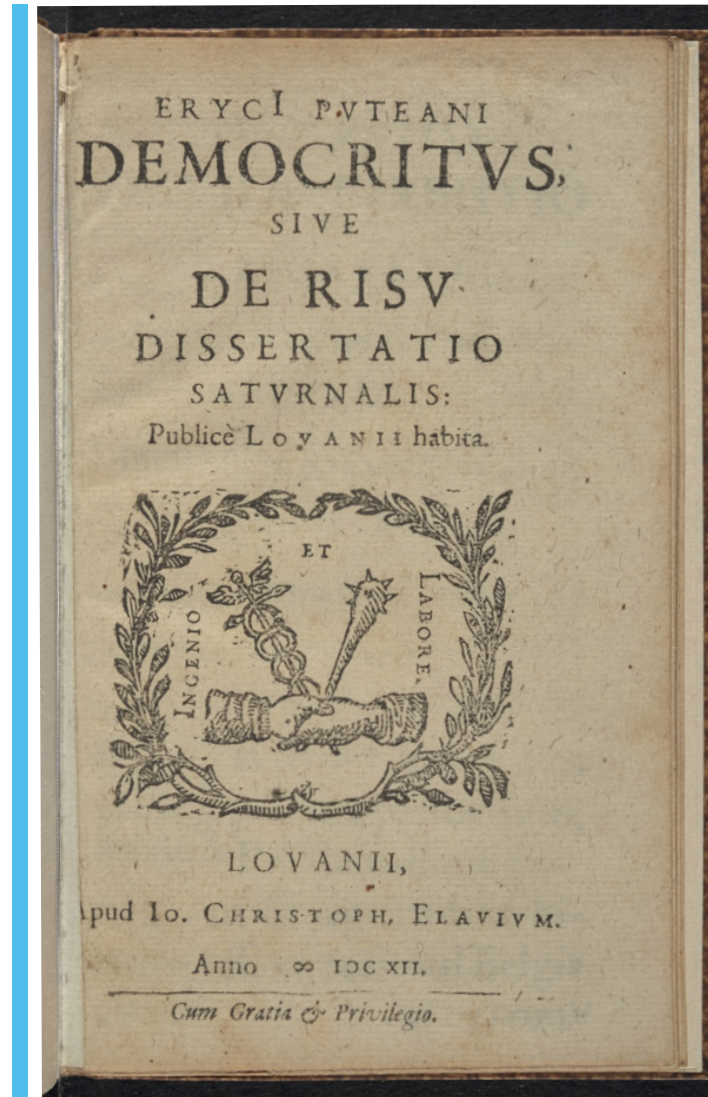 ERYCI PVTEANI
DEMOCRITVS,
SIVE
DE RISV
DISSERTATIO
SATVRNALIS:
Publicè LOVANII habita.
ET
INGENIO
LABORE.
LOVANII,
Apud Io. CHRISTOPH. FLAVIVM.
Anno ∞ IↃC XII.
Cum Gratia & Privilegio.